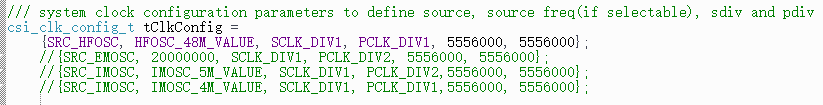 /// system clock configuration parameters to define source, source freq(if selectable), sdiv and pdiv
csi_clk_config_t tClkConfig =
{SRC_HFOSC, HFOSC_48M_VALUE, SCLK_DIV1, PCLK_DIV1, 5556000, 5556000};
//{SRC_EMOSC, 20000000, SCLK_DIV1, PCLK_DIV2, 5556000, 5556000};
//{SRC_IMOSC, IMOSC_5M_VALUE, SCLK_DIV1, PCLK_DIV2,5556000, 5556000};
//{SRC_IMOSC, IMOSC_4M_VALUE, SCLK_DIV1, PCLK_DIV1,5556000, 5556000};